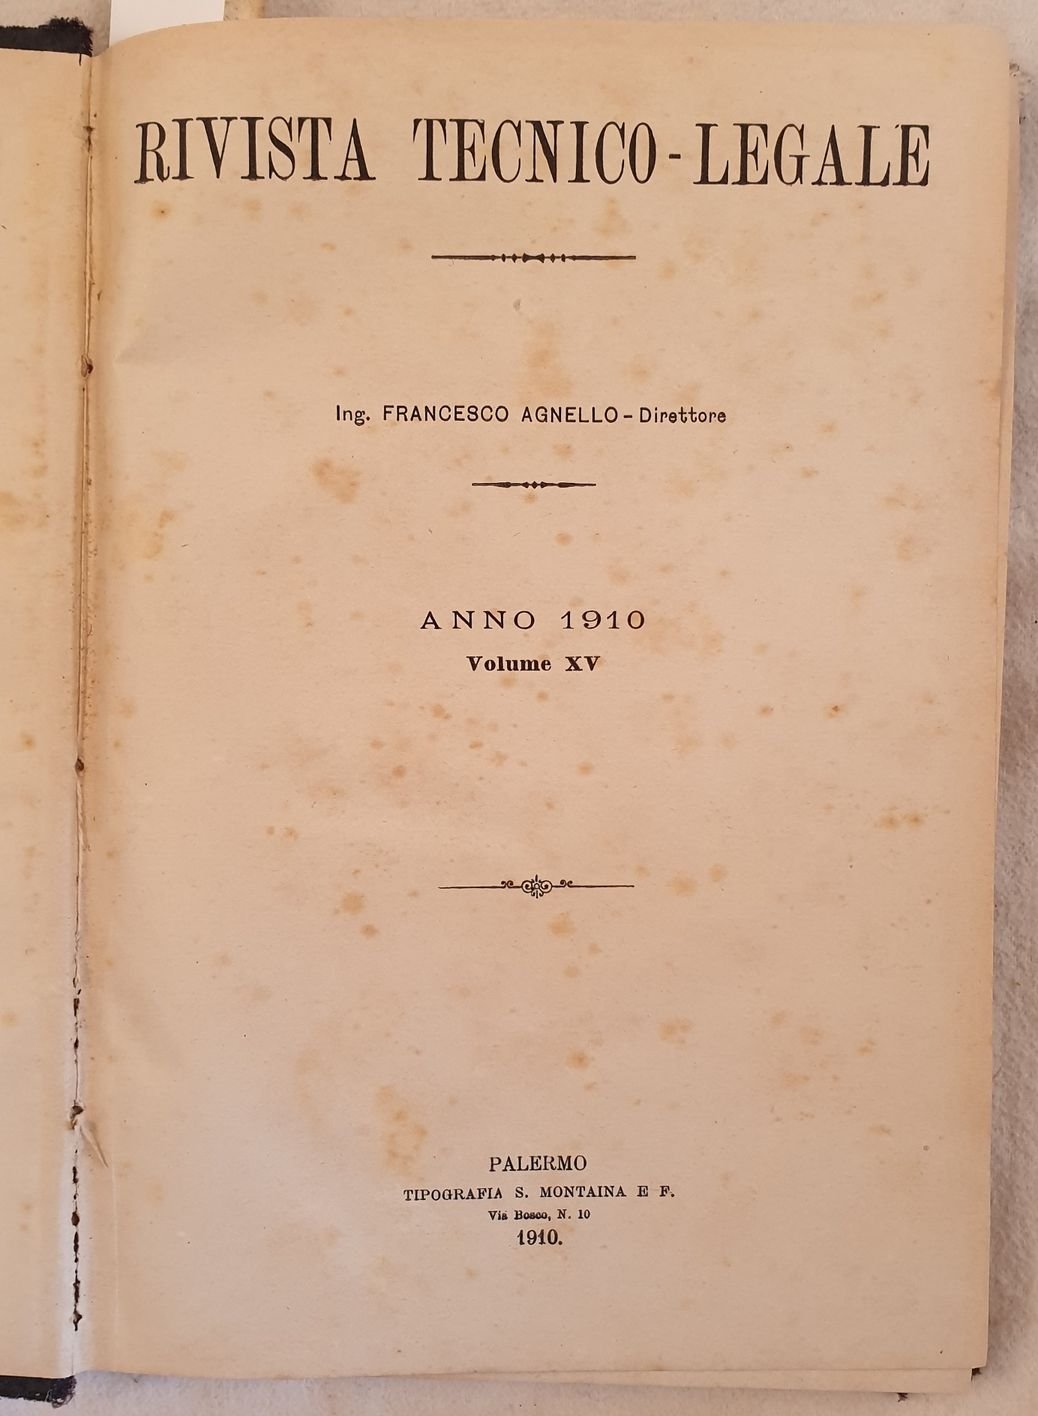 RIVISTA TECNICO-LEGALE
Ing. FRANCESCO AGNELLO - Direttore
ANNO 1910
Volume XV
PALERMO
TIPOGRAFIA S. MONTAINA E F.
Via Bosco, N. 10
1910.